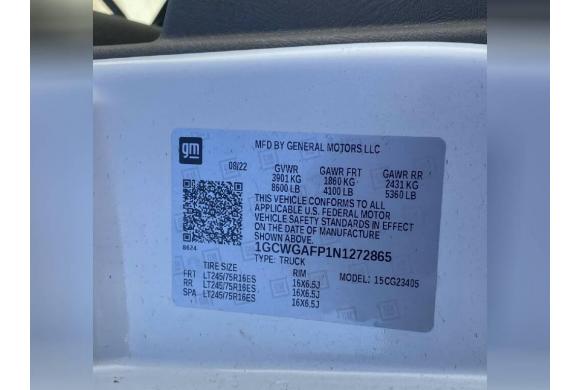 gm
MFD BY GENERAL MOTORS LLC
08/22 GVWR GAWR FRT GAWR RR
3901 KG 1860 KG 2431 KG
8600 LB 4100 LB 5360 LB
THIS VEHICLE CONFORMS TO ALL
APPLICABLE U.S. FEDERAL MOTOR
VEHICLE SAFETY STANDARDS IN EFFECT
ON THE DATE OF MANUFACTURE
SHOWN ABOVE.
8624 1GCWGAFP1N1272865
TYPE: TRUCK
TIRE SIZE RIM MODEL: 15CG23405
FRT LT245/75R16ES 16X6.5J
RR LT245/75R16ES 16X6.5J
SPA LT245/75R16ES 16X6.5J